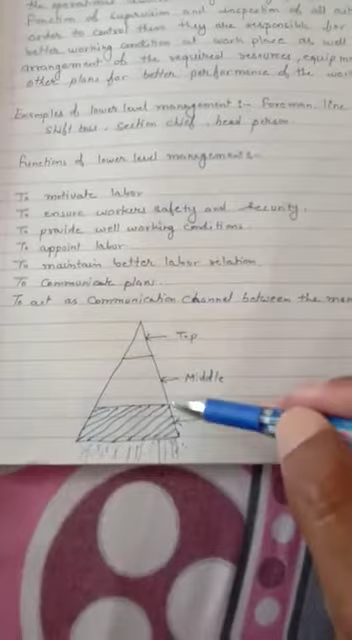 the operations
Function of supervision and inspection of all
order to control them they are responsible for
better working condition at work place as well
arrangement of the required resources, equipm
other plans for better performance of the
Examples of lower level management :- Foreman, line
shift boss, section chief, head person.
Functions of lower level management :-
To motivate labor
To ensure workers safety and security.
To provide well working conditions.
To appoint labor
To maintain better labor relation
To communicate plans.
To act as Communication channel between the man
Top
Middle